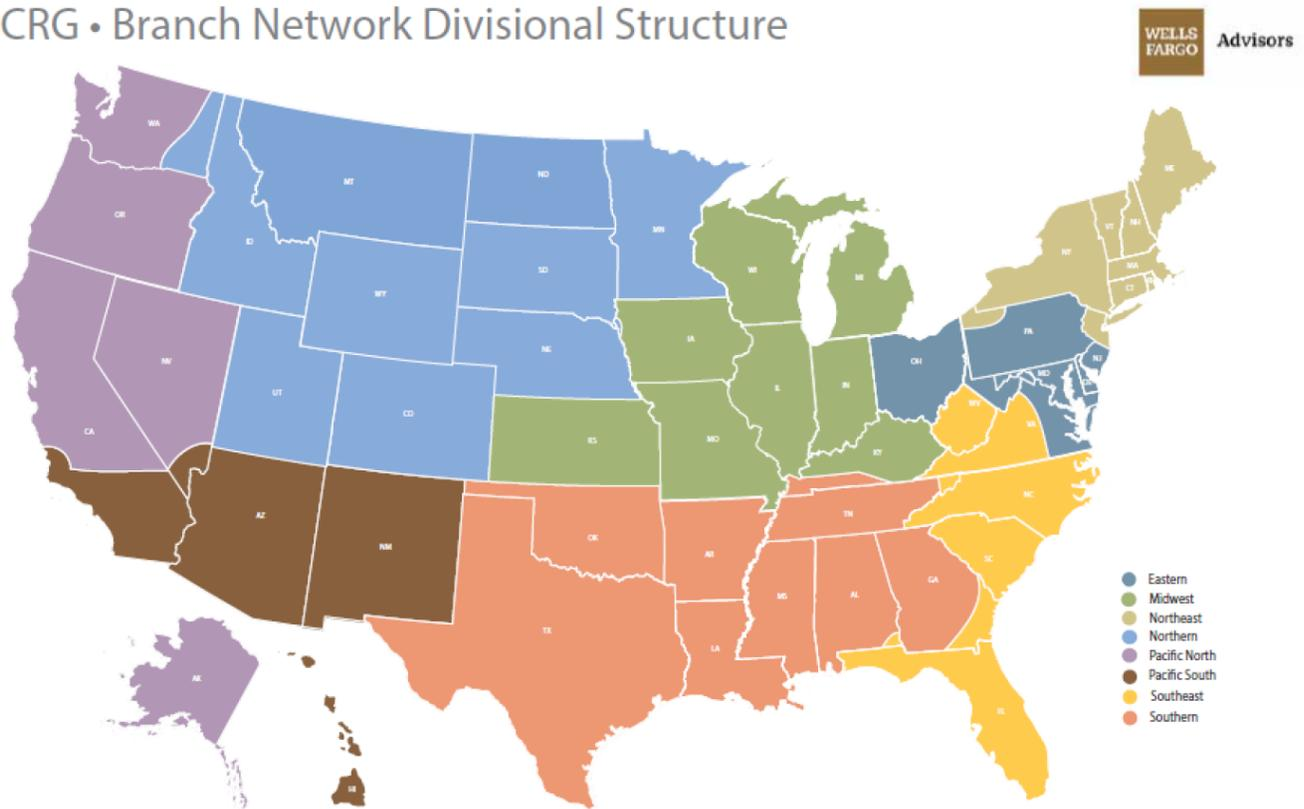 CRG • Branch Network Divisional Structure
WELLS
FARGO
Advisors
WA
MT
ND
MN
OR
ID
SD
WI
MI
ME
VT
NH
NY
MA
CT
WY
NE
IA
PA
NV
UT
CO
OH
NJ
MD
IL
IN
CA
KS
MO
WV
VA
KY
AZ
NM
OK
AR
TN
NC
SC
TX
MS
AL
GA
LA
AK
FL
HI
Eastern
Midwest
Northeast
Northern
Pacific North
Pacific South
Southeast
Southern